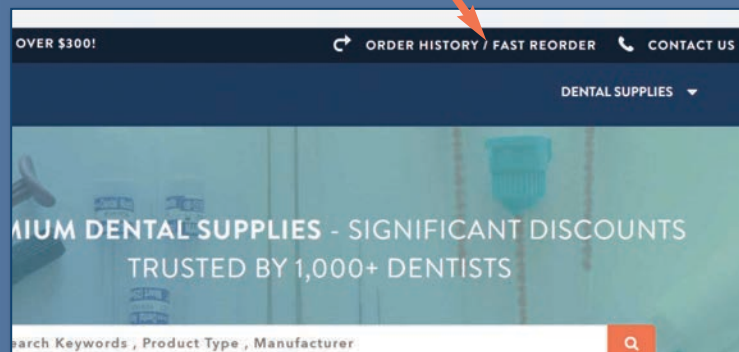 OVER $300! ORDER HISTORY / FAST REORDER CONTACT US
DENTAL SUPPLIES
MIUM DENTAL SUPPLIES - SIGNIFICANT DISCOUNTS
TRUSTED BY 1,000+ DENTISTS
earch Keywords , Product Type , Manufacturer